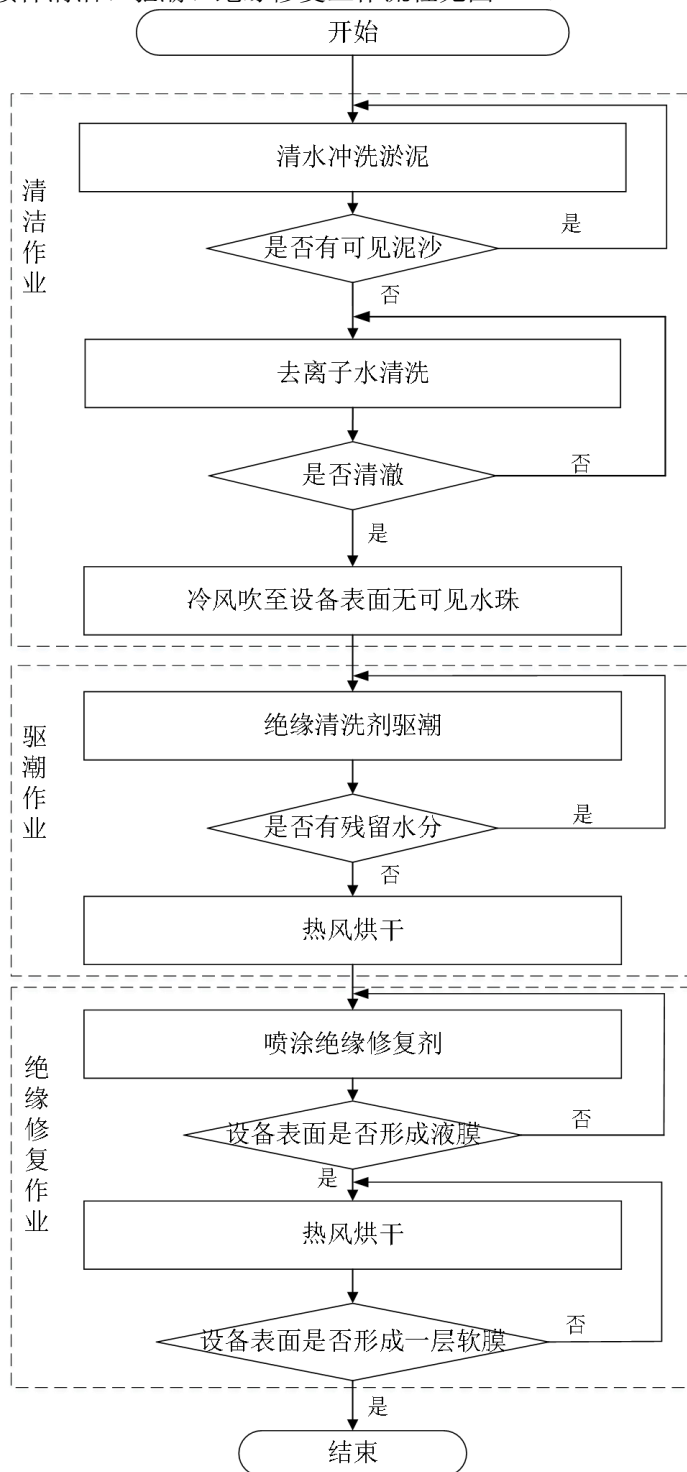 开始
清洁作业
清水冲洗淤泥
是否有可见泥沙
是
否
去离子水清洗
是否清澈
否
是
冷风吹至设备表面无可见水珠
驱潮作业
绝缘清洗剂驱潮
是否有残留水分
是
否
热风烘干
绝缘修复作业
喷涂绝缘修复剂
设备表面是否形成液膜
否
是
热风烘干
设备表面是否形成一层软膜
否
是
结束